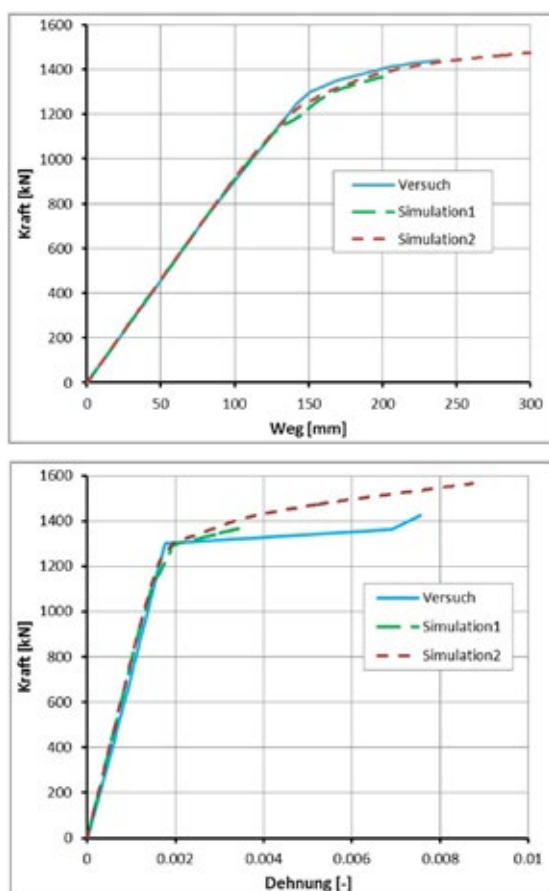 1600
1400
1200
1000
800
600
400
200
0
Kraft [kN]
Versuch
Simulation1
Simulation2
0 50 100 150 200 250 300
Weg [mm]
1600
1400
1200
1000
800
600
400
200
0
Kraft [kN]
Versuch
Simulation1
Simulation2
0 0.002 0.004 0.006 0.008 0.01
Dehnung [-]